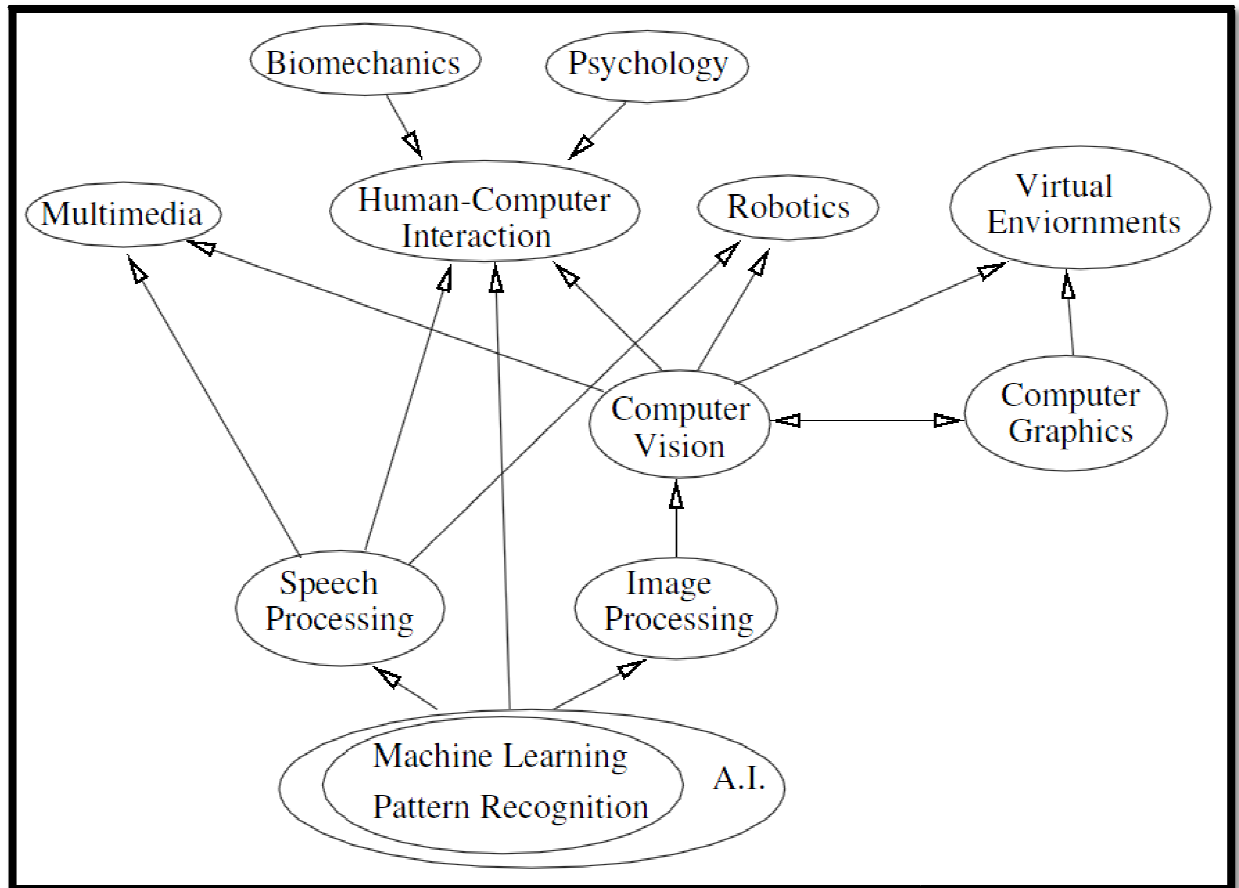 Biomechanics
Psychology
Multimedia
Human-Computer
Interaction
Robotics
Virtual
Enviornments
Computer
Vision
Computer
Graphics
Speech
Processing
Image
Processing
Machine Learning
Pattern Recognition
A.I.